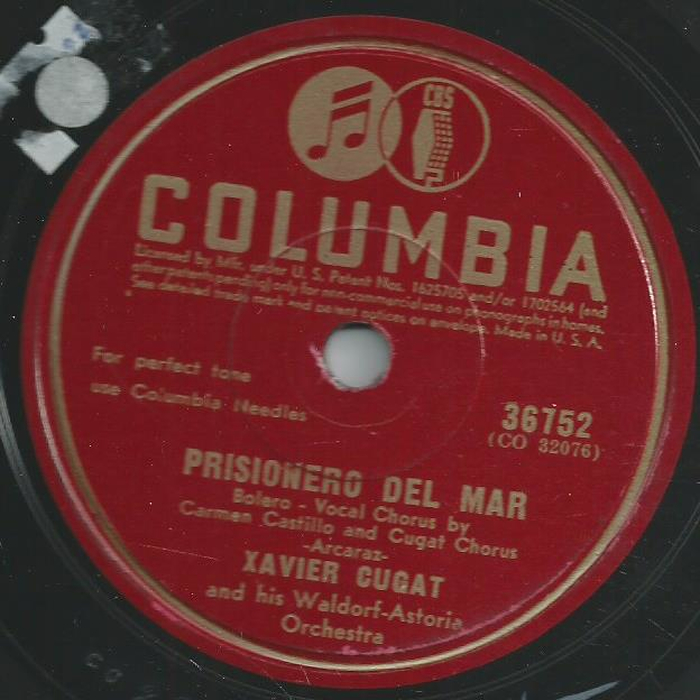 CBS
COLUMBIA
Licensed by Mfr. under U. S. Patent Nos. 1625705 and/or 1702564 (and
other patents pending) only for non-commercial use on phonographs in homes.
See detailed trade mark and patent notices on envelope. Made in U. S. A.
For perfect tone
use Columbia Needles
36752
(CO 32076)
PRISIONERO DEL MAR
Bolero - Vocal Chorus by
Carmen Castillo and Cugat Chorus
-Arcaraz-
XAVIER CUGAT
and his Waldorf-Astoria
Orchestra